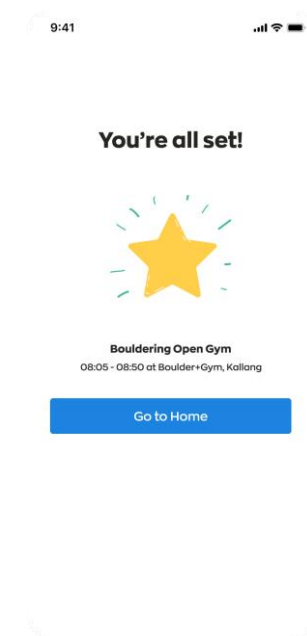 9:41
You're all set!
Bouldering Open Gym
08:05 - 08:50 at Boulder+Gym, Kallang
Go to Home